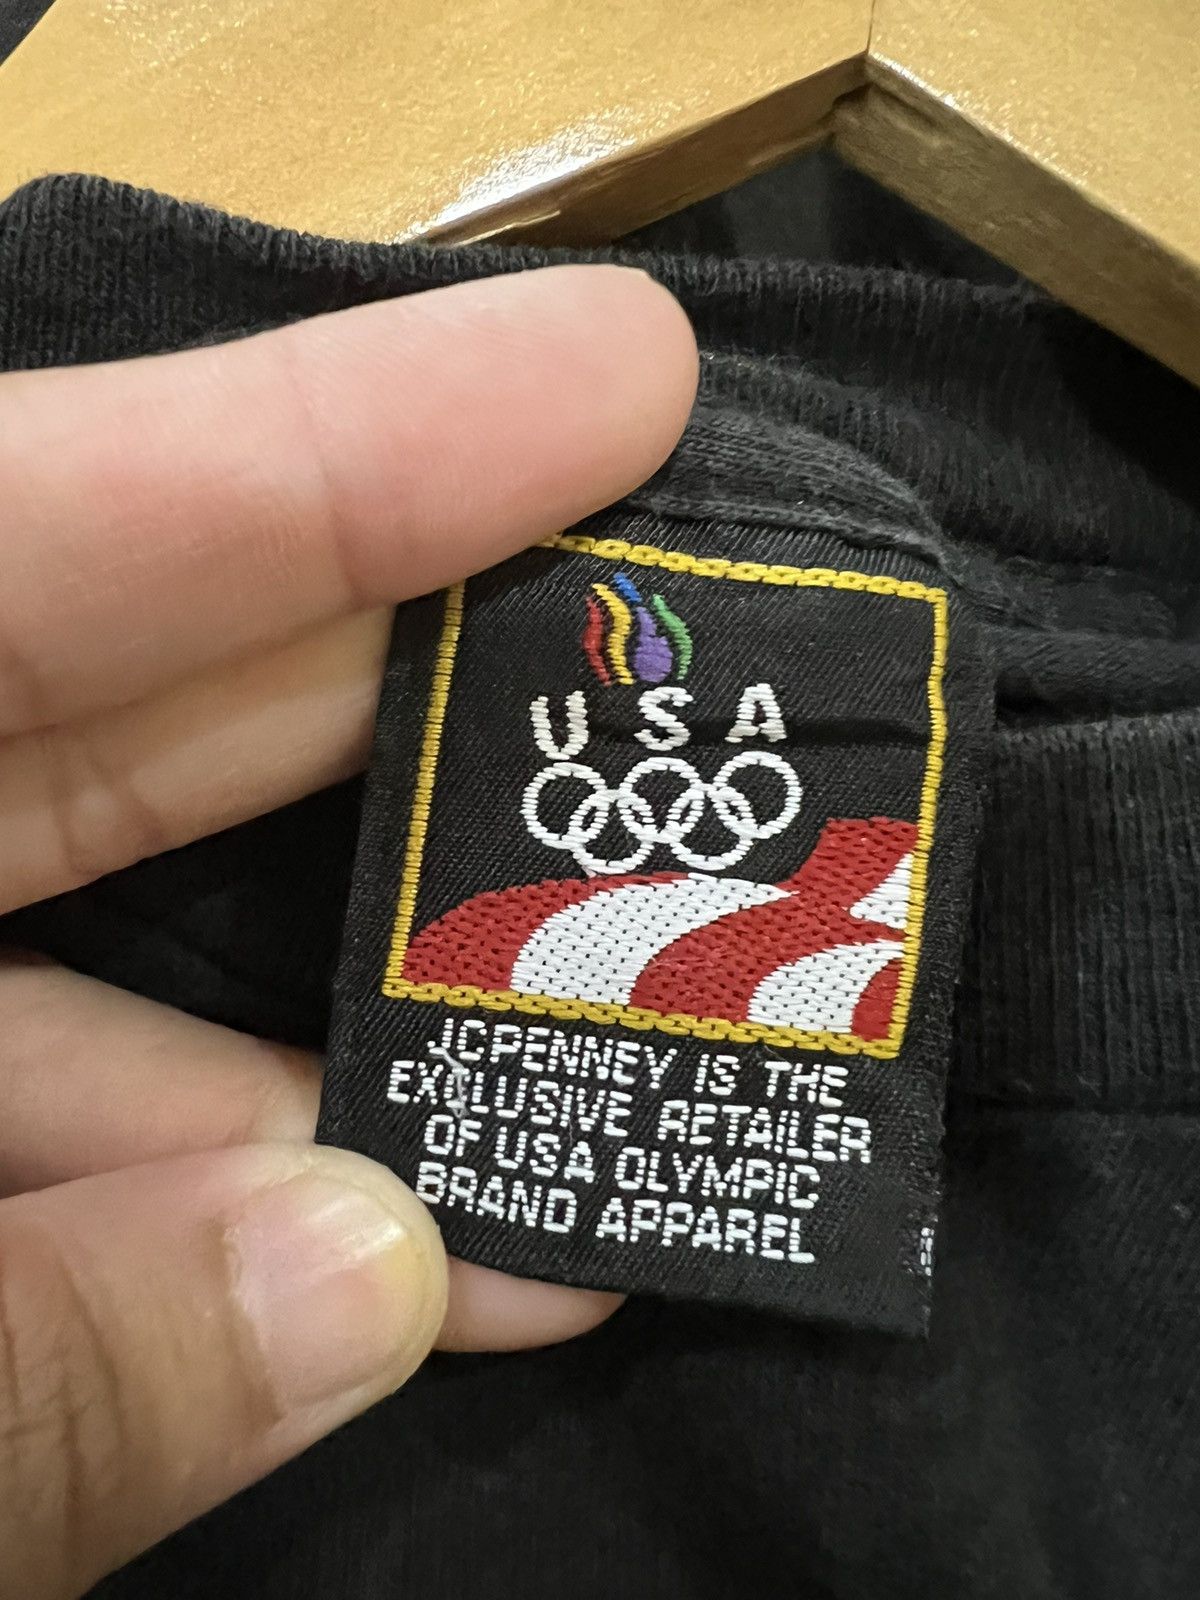 USA
JCPENNEY IS THE
EXCLUSIVE RETAILER
OF USA OLYMPIC
BRAND APPAREL